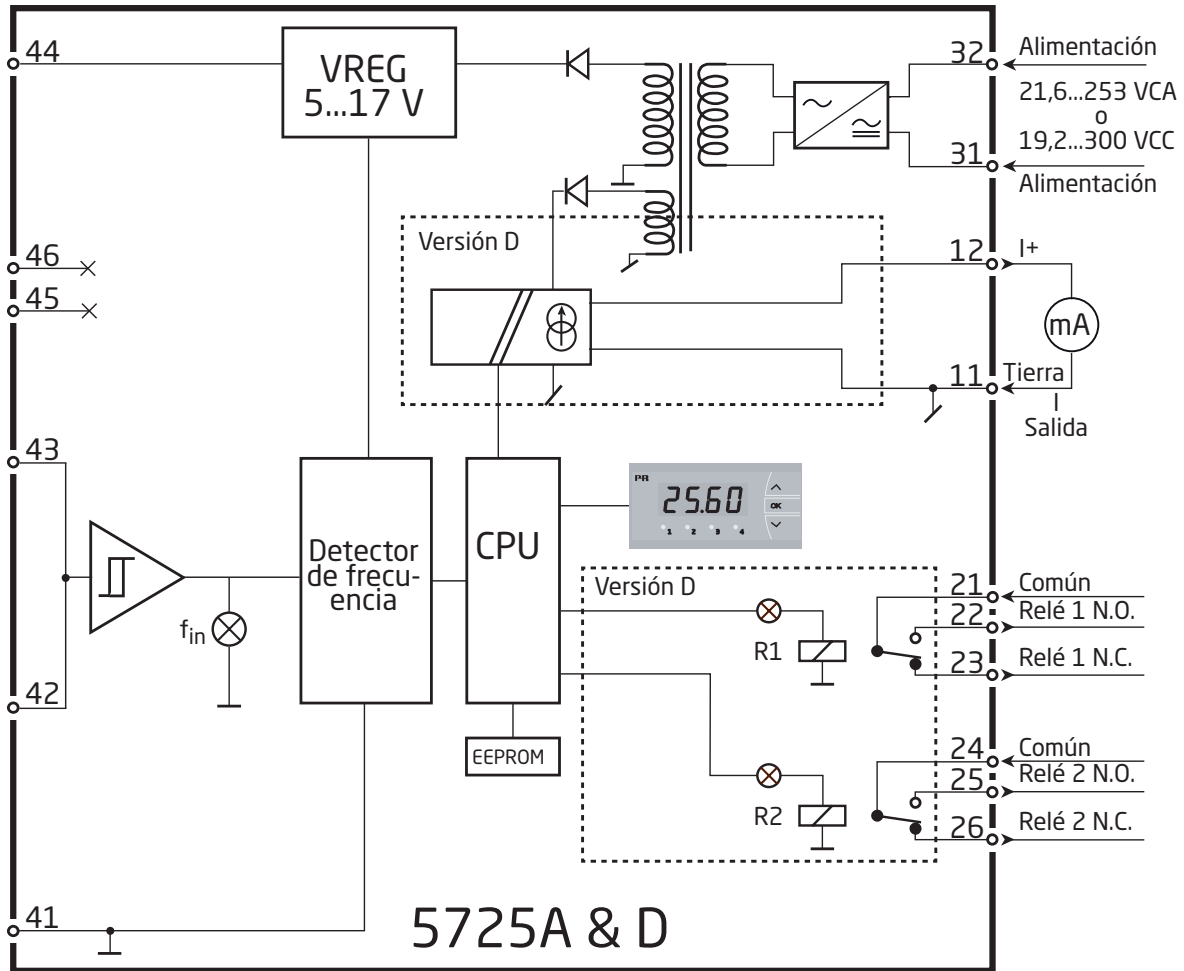 44
VREG
5...17 V
32
Alimentación
21,6...253 VCA
o
19,2...300 VCC
31
Alimentación
46
45
Versión D
12
I+
mA
11
Tierra
I
Salida
43
42
fin
Detector
de frecu-
encia
CPU
EEPROM
PR
25.60
OK
1 2 3 4
Versión D
R1
R2
21
Común
22
Relé 1 N.O.
23
Relé 1 N.C.
24
Común
25
Relé 2 N.O.
26
Relé 2 N.C.
41
5725A & D